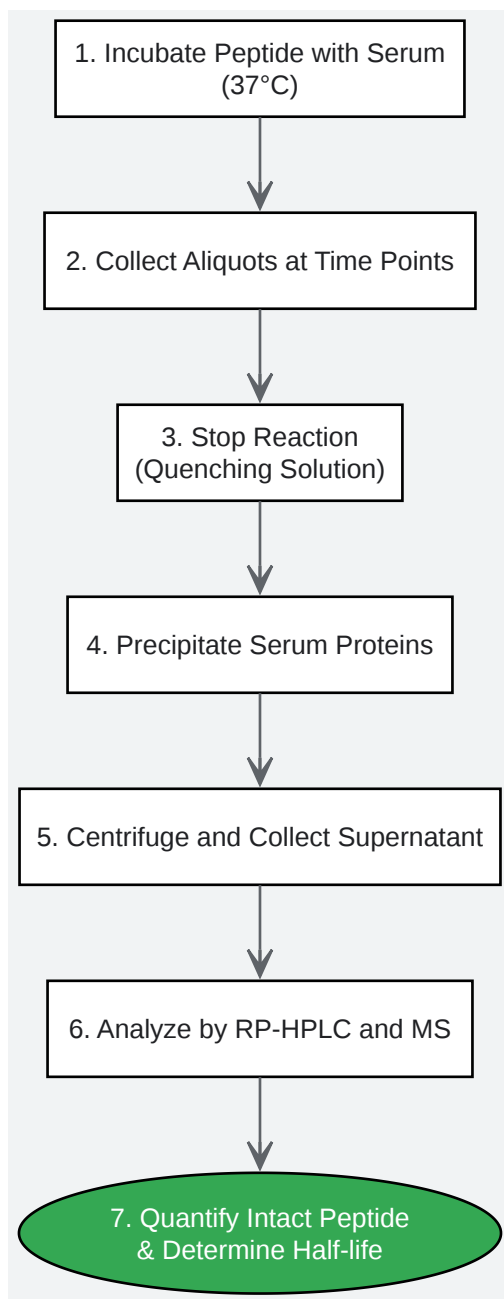 1. Incubate Peptide with Serum
(37°C)
2. Collect Aliquots at Time Points
3. Stop Reaction
(Quenching Solution)
4. Precipitate Serum Proteins
5. Centrifuge and Collect Supernatant
6. Analyze by RP-HPLC and MS
7. Quantify Intact Peptide
& Determine Half-life